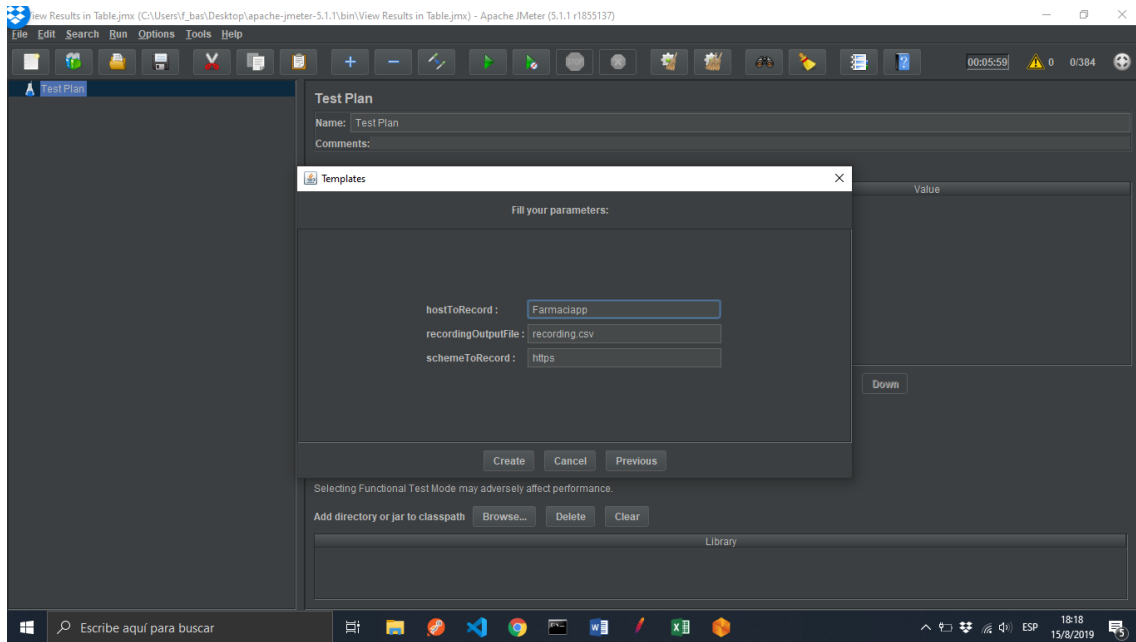 View Results in Table.jmx (C:\Users\f_bas\Desktop\apache-jmeter-5.1.1\bin\View Results in Table.jmx) - Apache JMeter (5.1.1 r1855137)
File Edit Search Run Options Tools Help
00:05:59 0 0/384
Test Plan
Test Plan
Name: Test Plan
Comments:
Templates
Value
Fill your parameters:
hostToRecord : Farmaciapp
recordingOutputFile : recording.csv
schemeToRecord : https
Down
Create Cancel Previous
Selecting Functional Test Mode may adversely affect performance.
Add directory or jar to classpath Browse... Delete Clear
Library
Escribe aquí para buscar
ESP
18:18
15/8/2019
5